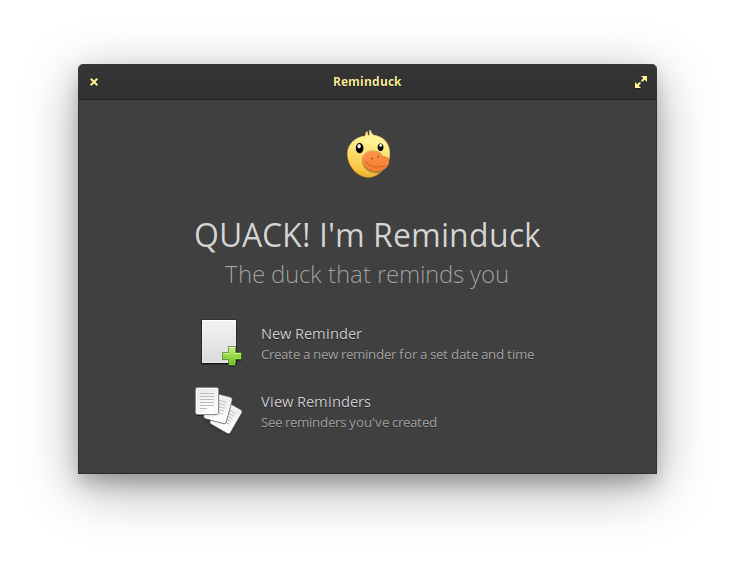 Reminduck
QUACK! I'm Reminduck
The duck that reminds you
New Reminder
Create a new reminder for a set date and time
View Reminders
See reminders you've created